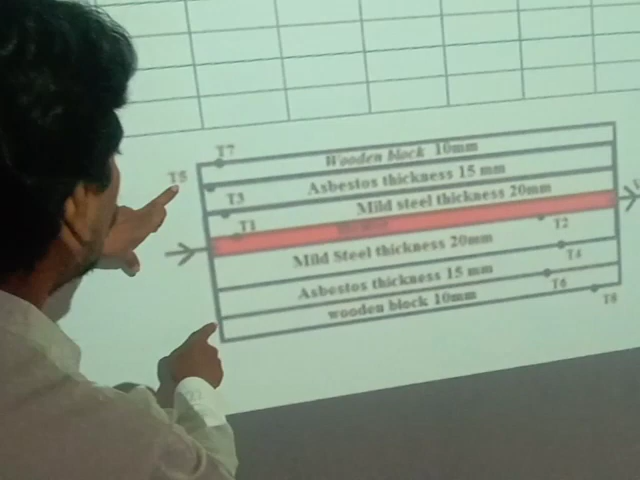 T7
Wooden block 10mm
T5
Asbestos thickness 15 mm
T3
Mild steel thickness 20mm
T1
T2
Mild Steel thickness 20mm
T4
Asbestos thickness 15 mm
T6
wooden block 10mm
T8